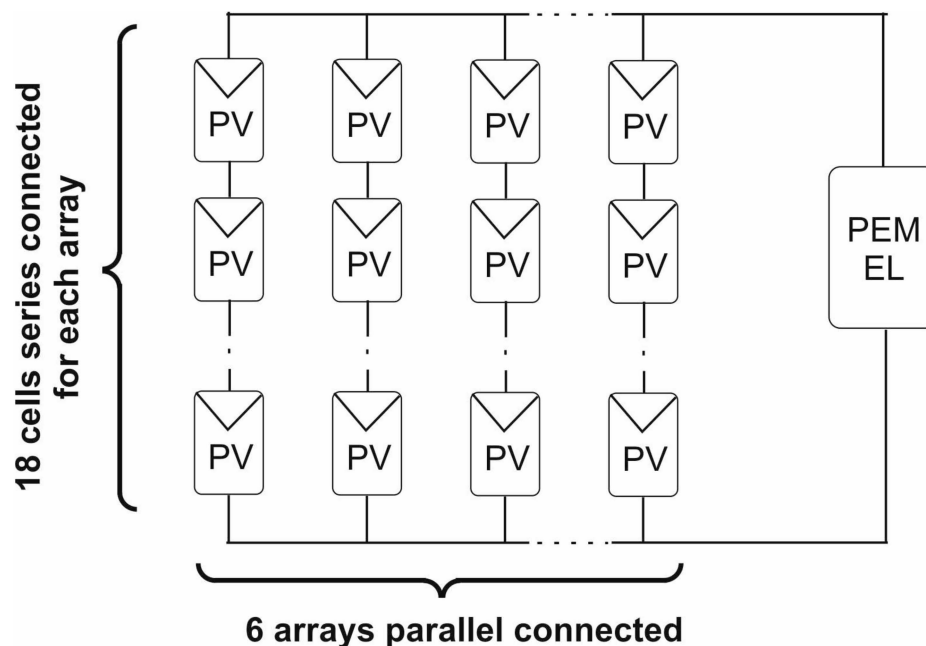 18 cells series connected
for each array
PV PV PV PV
PV PV PV PV
PV PV PV PV
PEM
EL
6 arrays parallel connected